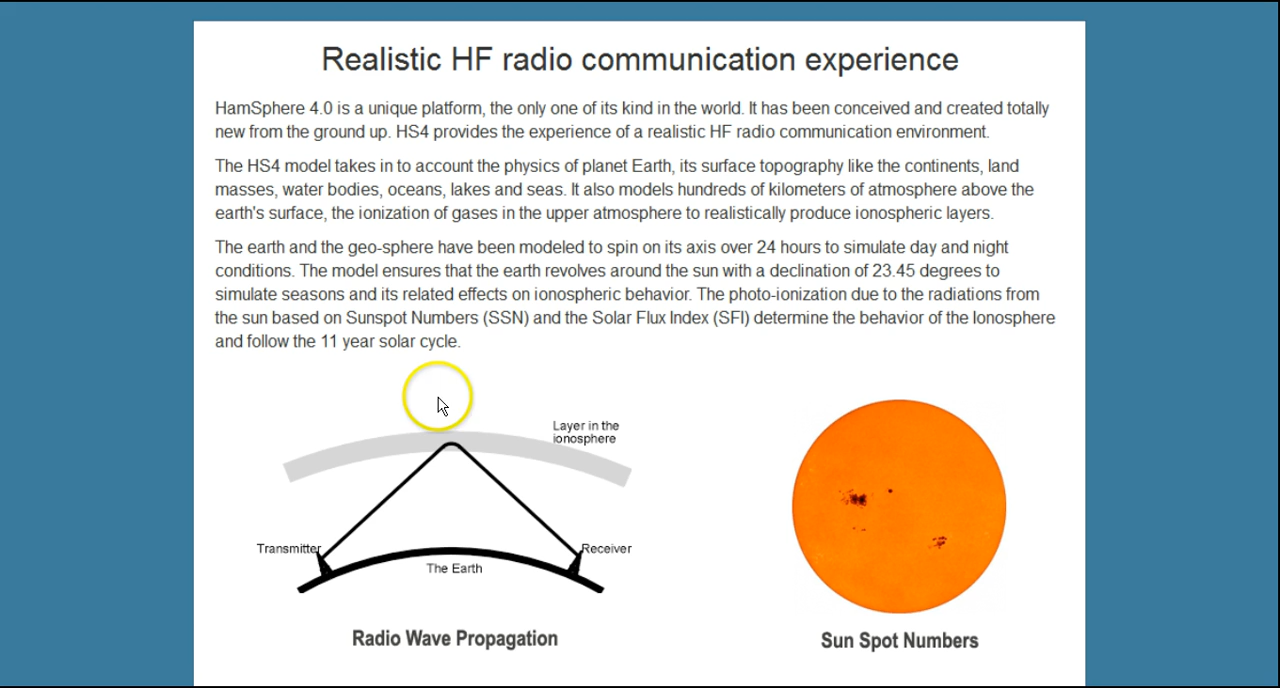 Realistic HF radio communication experience
HamSphere 4.0 is a unique platform, the only one of its kind in the world. It has been conceived and created totally
new from the ground up. HS4 provides the experience of a realistic HF radio communication environment.
The HS4 model takes in to account the physics of planet Earth, its surface topography like the continents, land
masses, water bodies, oceans, lakes and seas. It also models hundreds of kilometers of atmosphere above the
earth's surface, the ionization of gases in the upper atmosphere to realistically produce ionospheric layers.
The earth and the geo-sphere have been modeled to spin on its axis over 24 hours to simulate day and night
conditions. The model ensures that the earth revolves around the sun with a declination of 23.45 degrees to
simulate seasons and its related effects on ionospheric behavior. The photo-ionization due to the radiations from
the sun based on Sunspot Numbers (SSN) and the Solar Flux Index (SFI) determine the behavior of the Ionosphere
and follow the 11 year solar cycle.
Layer in the
ionosphere
Transmitter
Receiver
The Earth
Radio Wave Propagation
Sun Spot Numbers